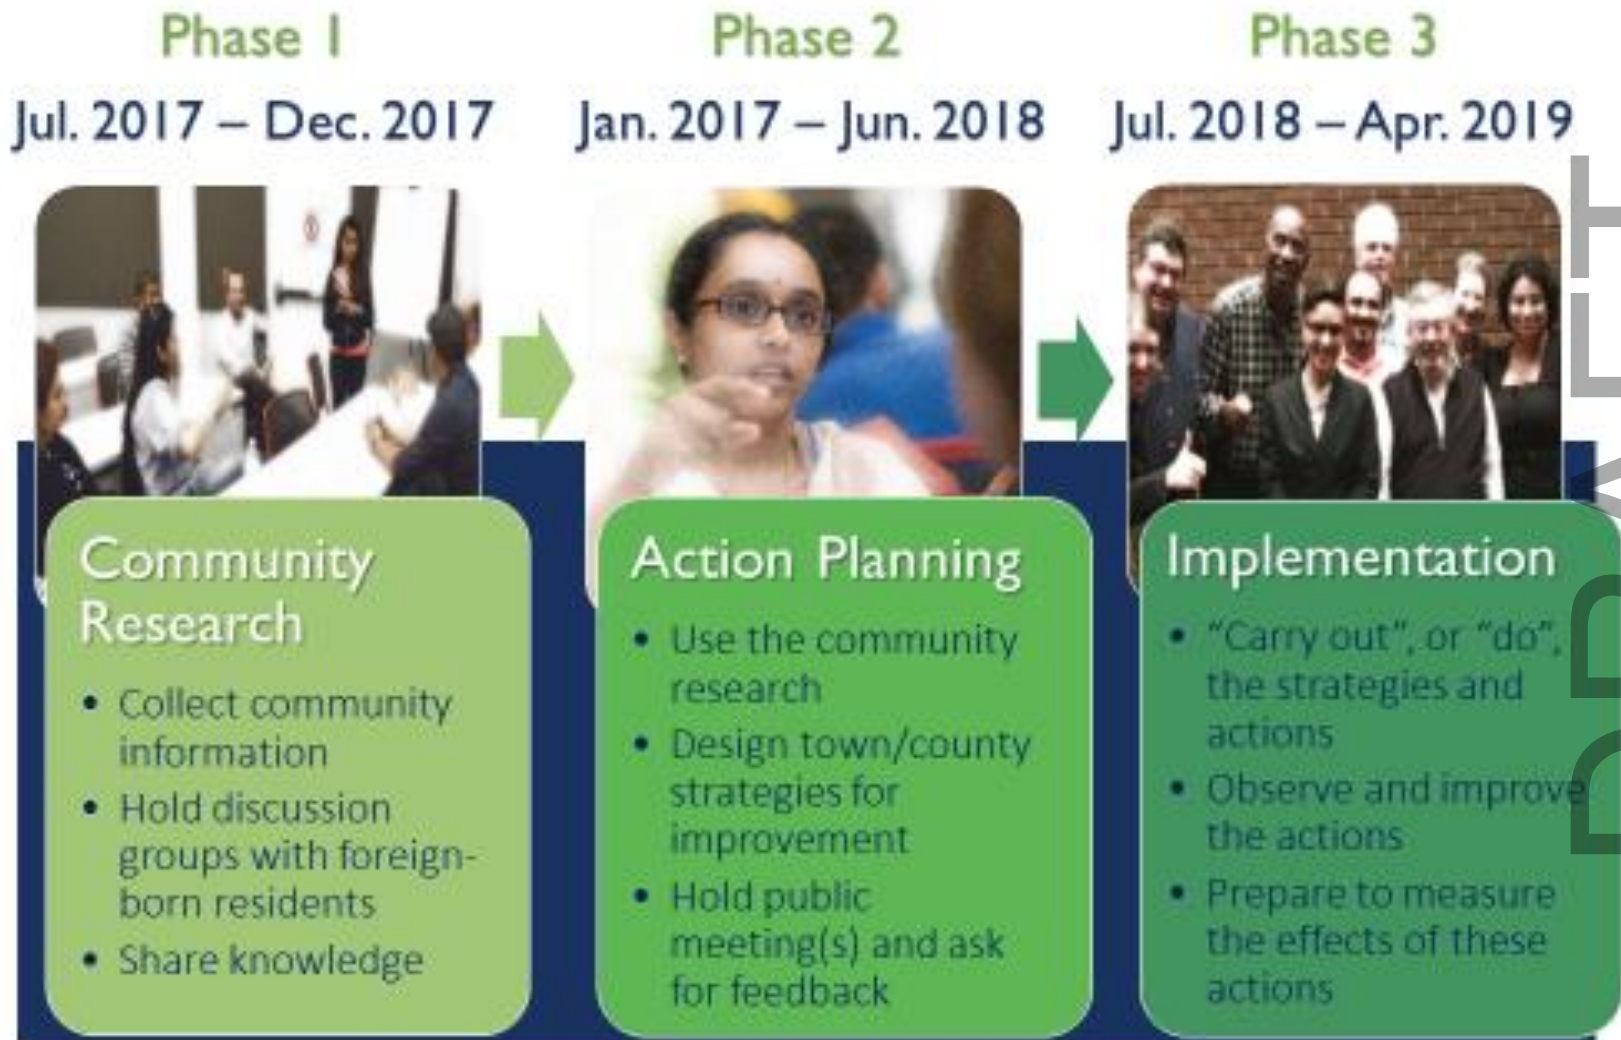 Phase 1
Jul. 2017 – Dec. 2017
Community
Research
• Collect community
information
• Hold discussion
groups with foreign-
born residents
• Share knowledge
Phase 2
Jan. 2017 – Jun. 2018
Action Planning
• Use the community
research
• Design town/county
strategies for
improvement
• Hold public
meeting(s) and ask
for feedback
Phase 3
Jul. 2018 – Apr. 2019
Implementation
• “Carry out”, or “do”,
the strategies and
actions
• Observe and improve
the actions
• Prepare to measure
the effects of these
actions
DRAFT